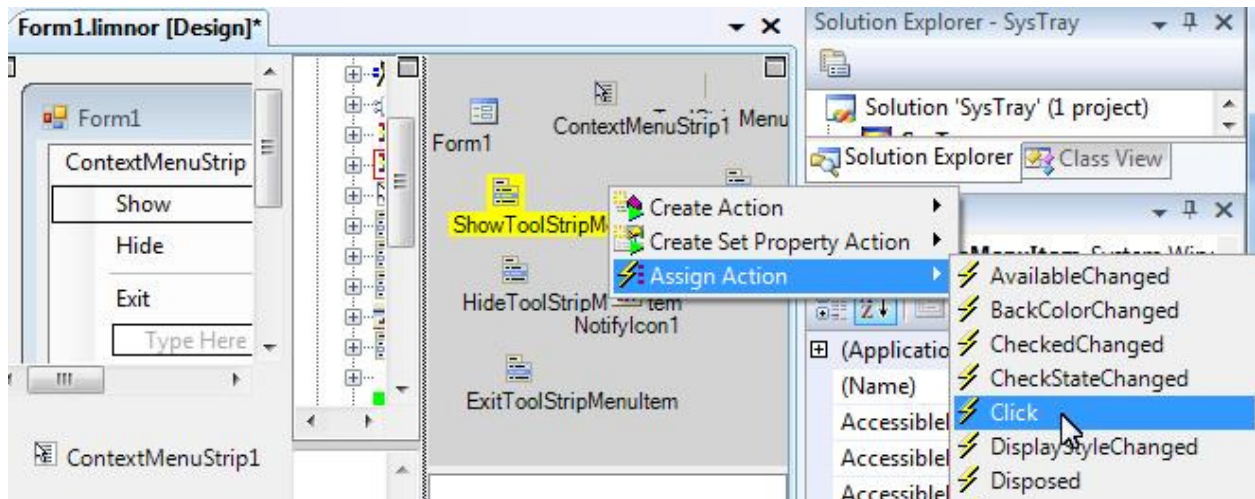 Form1.limnor [Design]*
Solution Explorer - SysTray
Form1
ContextMenuStrip
Show
Hide
Exit
Type Here
ContextMenuStrip1
Form1
ContextMenuStrip1
Menu
HideToolStripM
NotifyIcon1
ExitToolStripMenuItem
Create Action
Create Set Property Action
Assign Action
Solution 'SysTray' (1 project)
Solution Explorer
Class View
(Name)
AvailableChanged
BackColorChanged
CheckedChanged
CheckStateChanged
Click
DisplayStyleChanged
Disposed